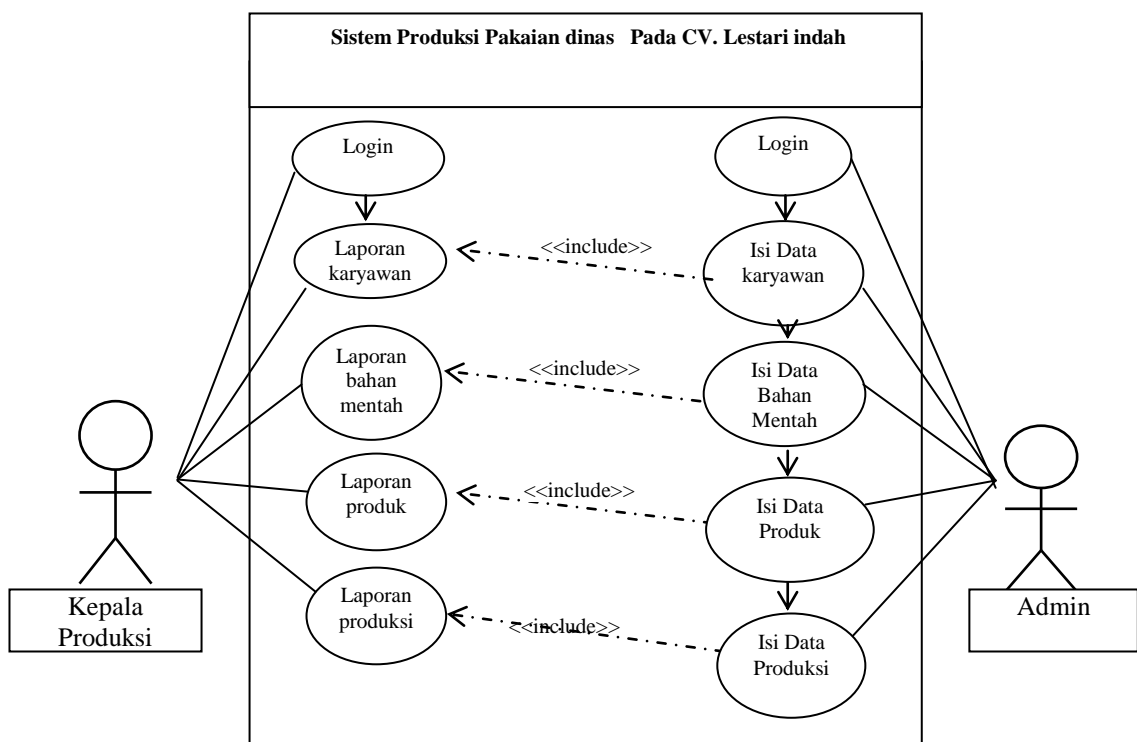 Sistem Produksi Pakaian dinas Pada CV. Lestari indah
Login
Login
Laporan
karyawan
<<include>>
Isi Data
karyawan
Laporan
bahan
mentah
<<include>>
Isi Data
Bahan
Mentah
Laporan
produk
<<include>>
Isi Data
Produk
Laporan
produksi
<<include>>
Isi Data
Produksi
Kepala
Produksi
Admin